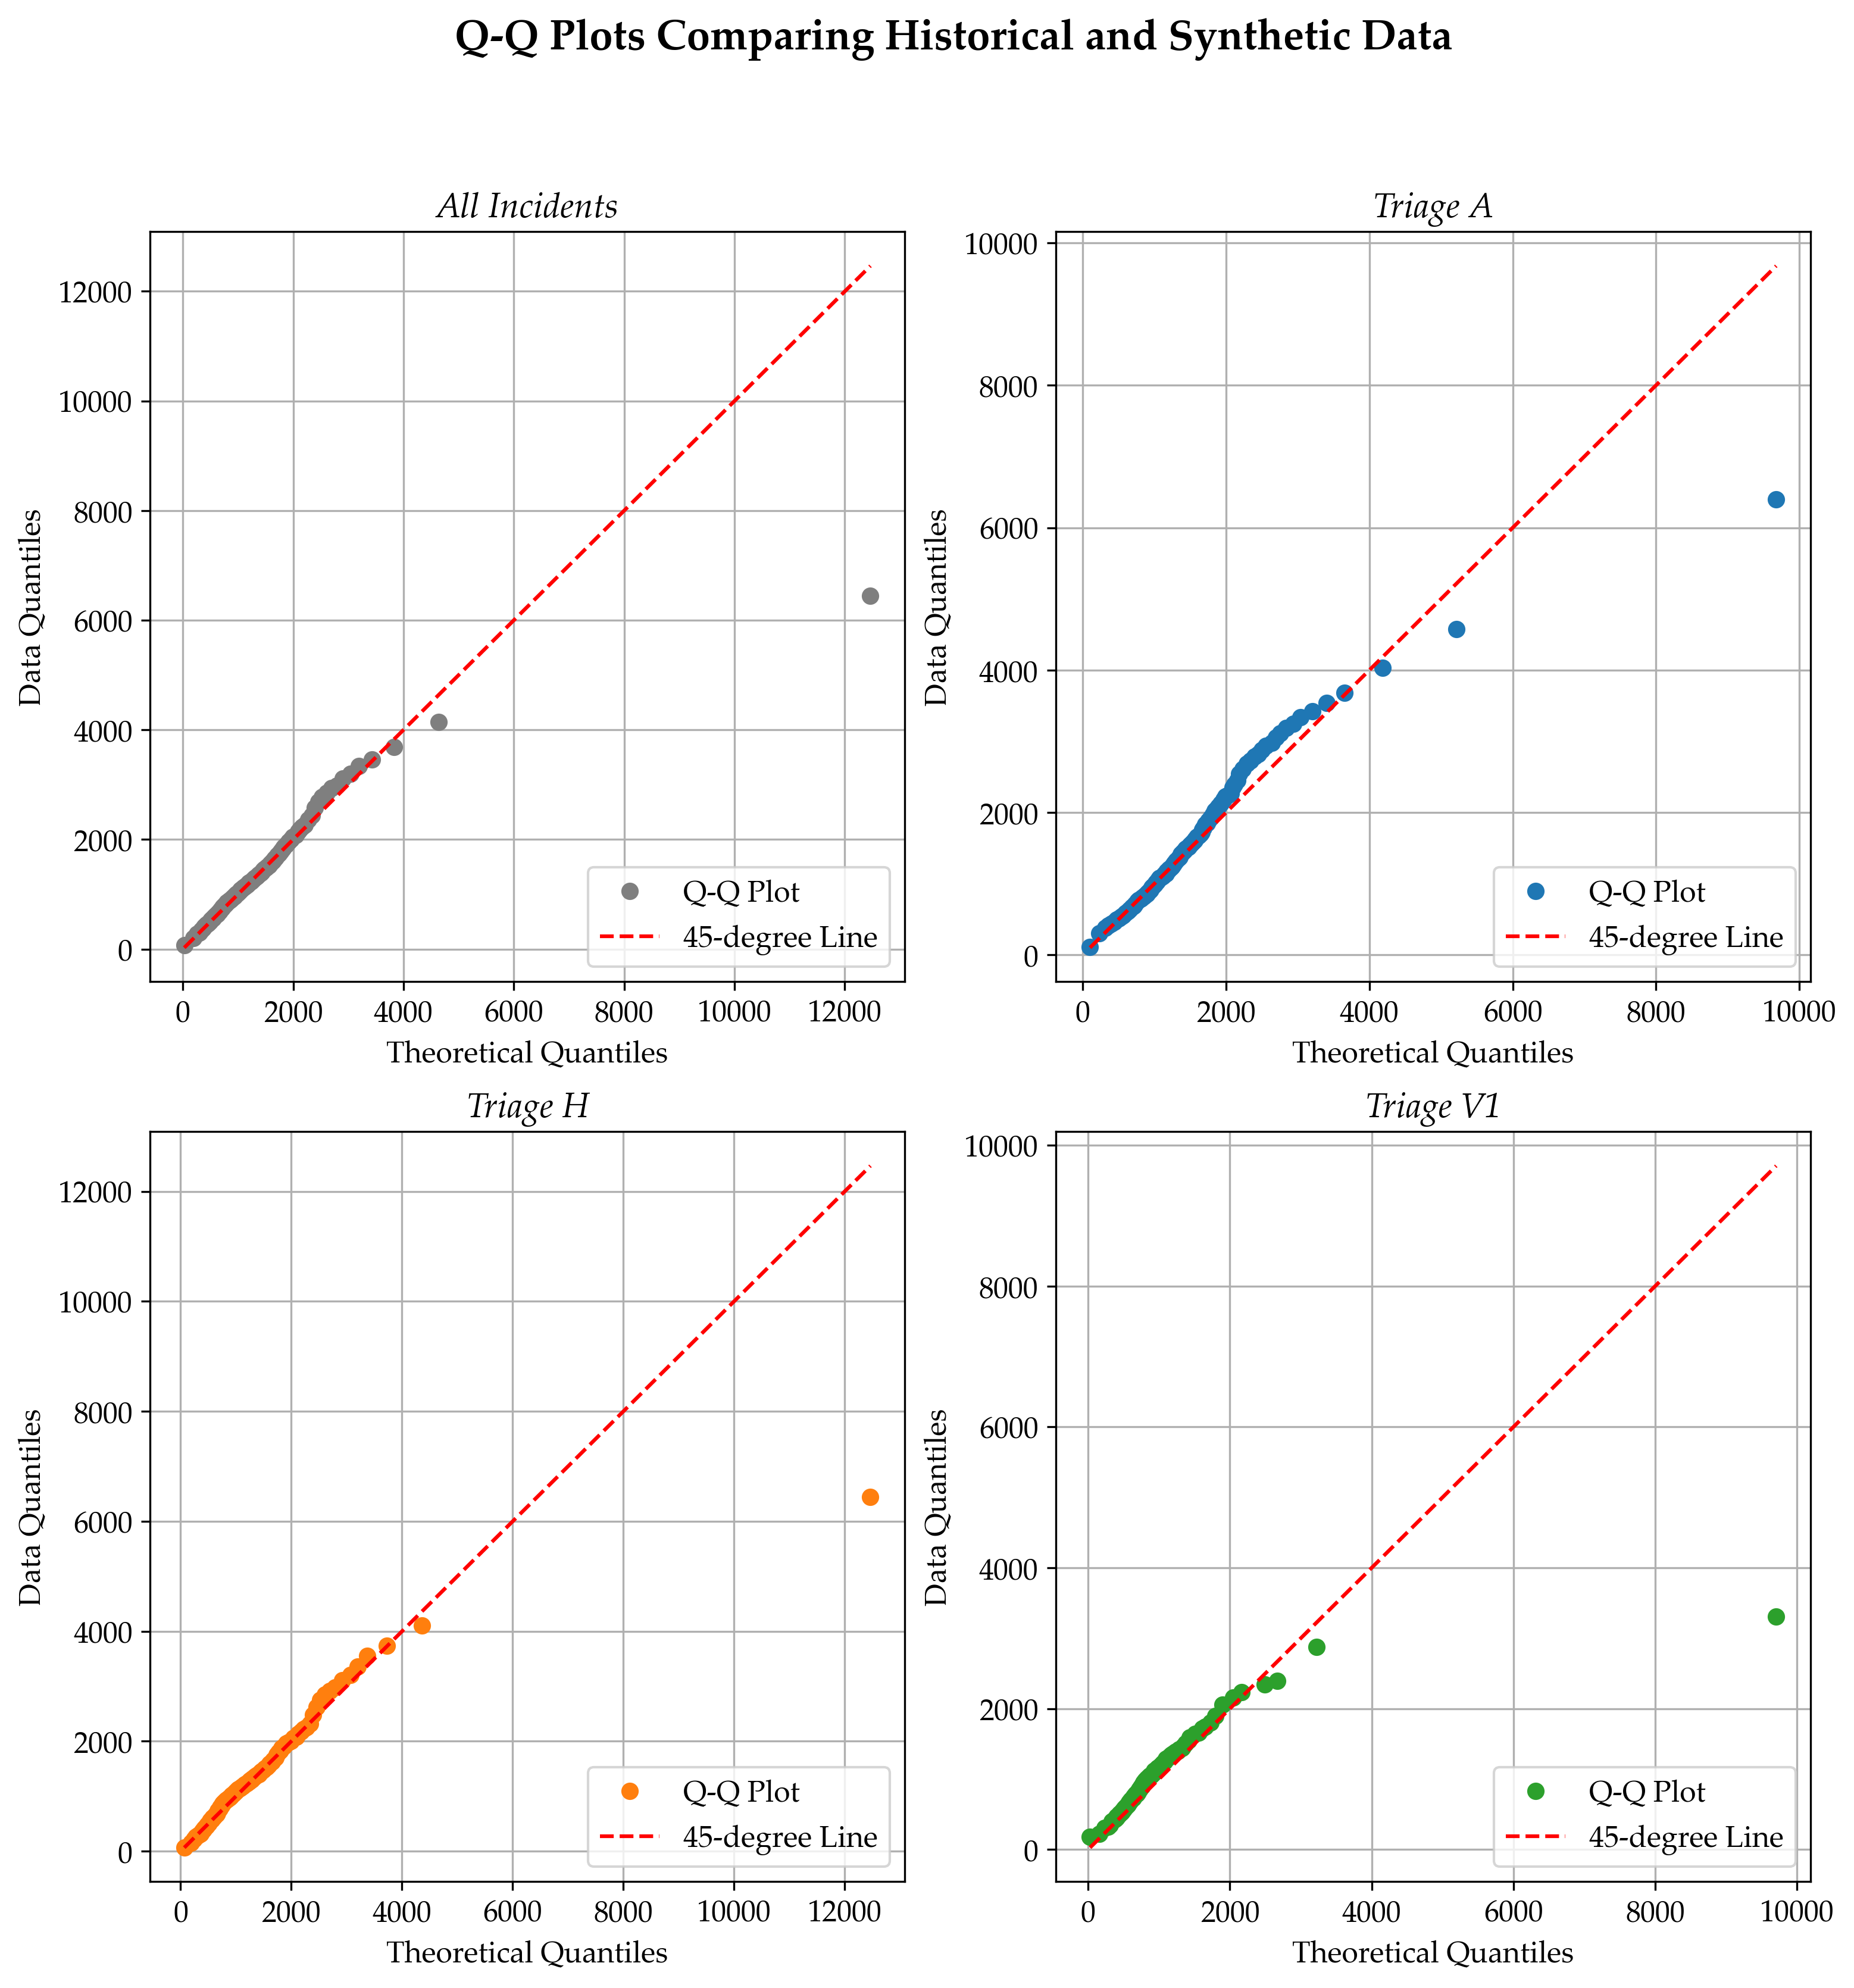 Q-Q Plots Comparing Historical and Synthetic Data
All Incidents
Data Quantiles
12000
10000
8000
6000
4000
2000
0
0 2000 4000 6000 8000 10000 12000
Theoretical Quantiles
Q-Q Plot
45-degree Line
Triage A
Data Quantiles
10000
8000
6000
4000
2000
0
0 2000 4000 6000 8000 10000
Theoretical Quantiles
Q-Q Plot
45-degree Line
Triage H
Data Quantiles
12000
10000
8000
6000
4000
2000
0
0 2000 4000 6000 8000 10000 12000
Theoretical Quantiles
Q-Q Plot
45-degree Line
Triage V1
Data Quantiles
10000
8000
6000
4000
2000
0
0 2000 4000 6000 8000 10000
Theoretical Quantiles
Q-Q Plot
45-degree Line